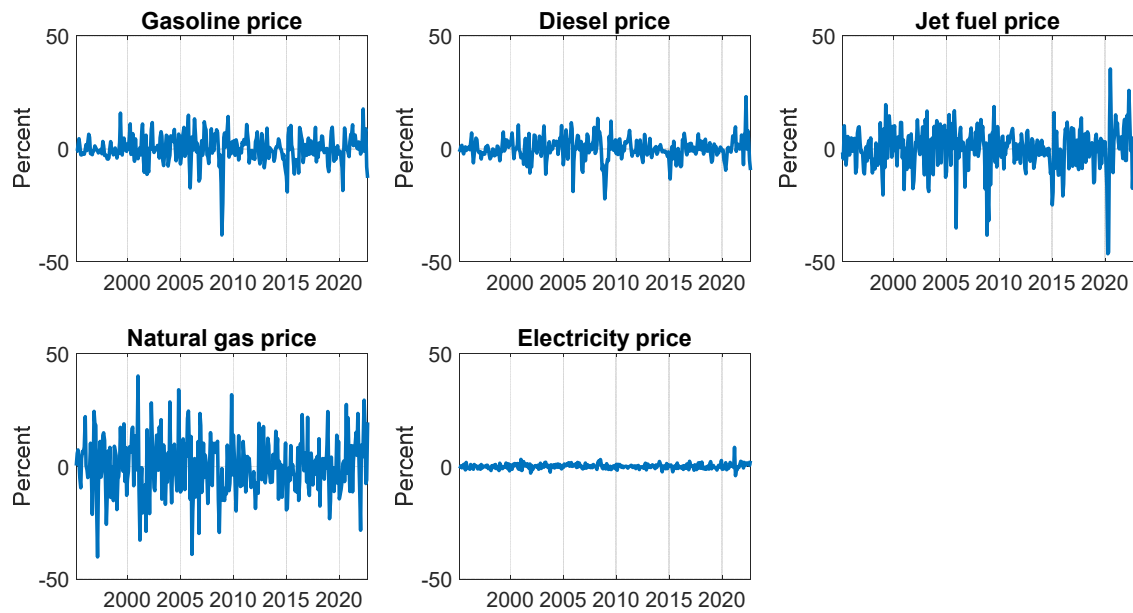 Gasoline price
Diesel price
Jet fuel price
50
0
-50
Percent
2000 2005 2010 2015 2020
50
0
-50
Percent
2000 2005 2010 2015 2020
50
0
-50
Percent
2000 2005 2010 2015 2020
Natural gas price
Electricity price
50
0
-50
Percent
2000 2005 2010 2015 2020
50
0
-50
Percent
2000 2005 2010 2015 2020